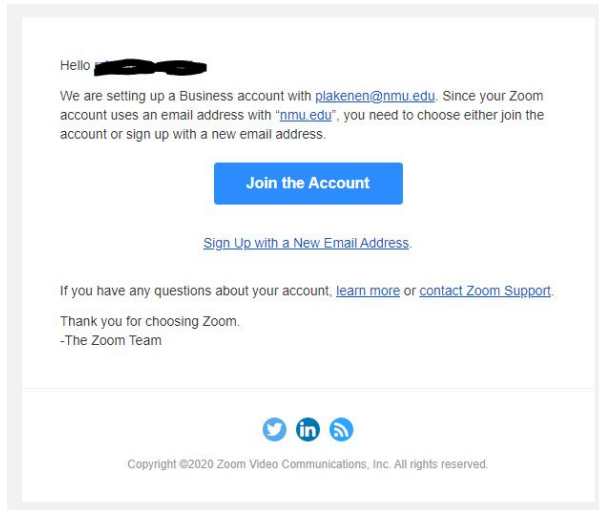 Hello
We are setting up a Business account with plakenen@nmu.edu. Since your Zoom
account uses an email address with “nmu.edu”, you need to choose either join the
account or sign up with a new email address.
Join the Account
Sign Up with a New Email Address.
If you have any questions about your account, learn more or contact Zoom Support.
Thank you for choosing Zoom.
-The Zoom Team
in
Copyright ©2020 Zoom Video Communications, Inc. All rights reserved.